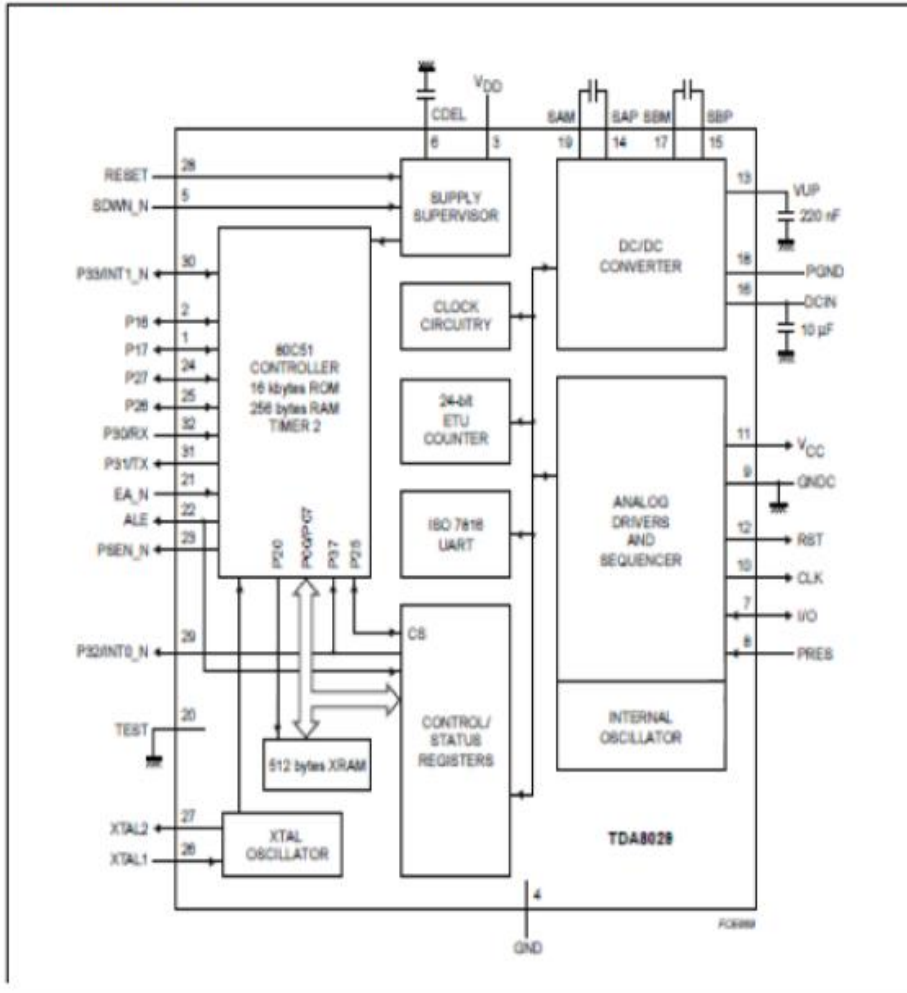 VDD
CDEL
SAM SAP SBM SBP
6 3 19 14 17 15
RESET 28
SDWN_N 5
SUPPLY
SUPERVISOR
DC/DC
CONVERTER
13 VUP
220 nF
18 PGND
16 DCIN
10 µF
P33/INT1_N 30
P16 2
P17 1
P27 24
P26 25
P30/RX 32
P31/TX 31
EA_N 21
ALE 22
PSEN_N 23
80C51
CONTROLLER
16 kbytes ROM
256 bytes RAM
TIMER 2
P20 P00/P07 P37 P25
CLOCK
CIRCUITRY
24-bit
ETU
COUNTER
ISO 7816
UART
ANALOG
DRIVERS
AND
SEQUENCER
11 VCC
9 GNDC
12 RST
10 CLK
7 I/O
8 PRES
INTERNAL
OSCILLATOR
P32/INT0_N 29
CS
CONTROL/
STATUS
REGISTERS
TEST 20
512 bytes XRAM
XTAL2 27
XTAL1 26
XTAL
OSCILLATOR
TDA8029
4
GND